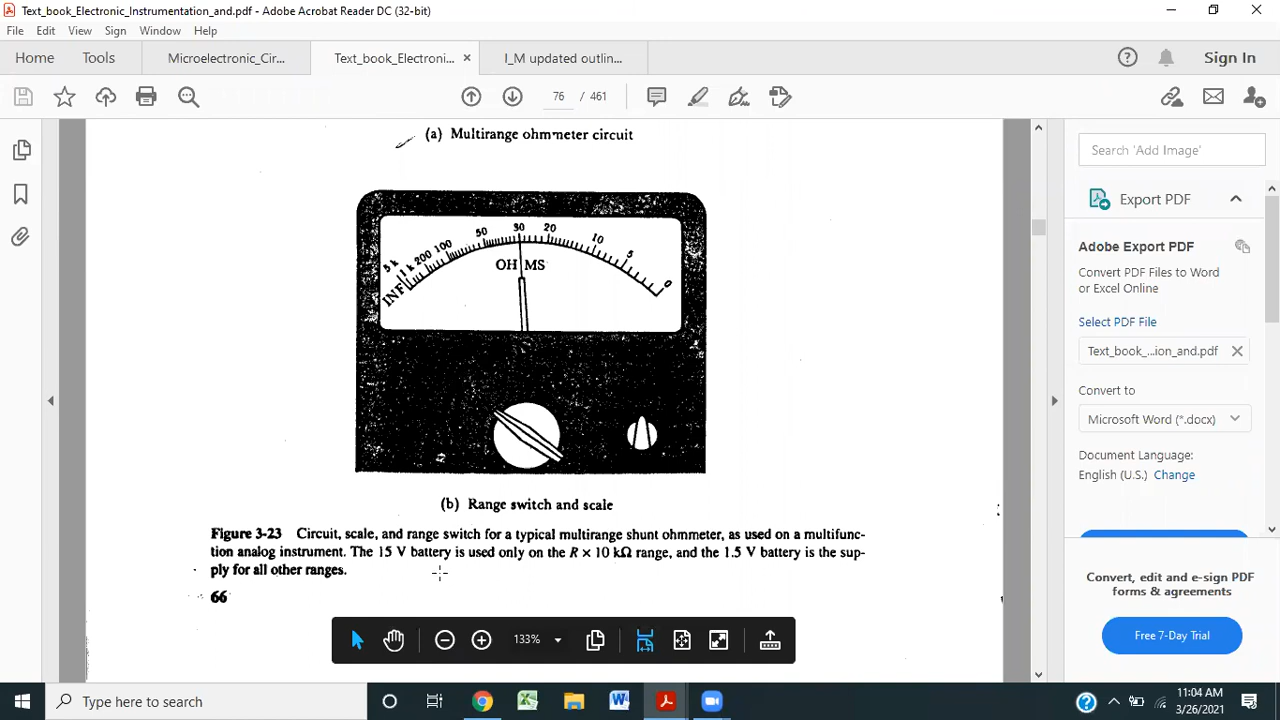 Text_book_Electronic_Instrumentation_and.pdf - Adobe Acrobat Reader DC (32-bit)
File Edit View Sign Window Help
Home Tools Microelectronic_Cir... Text_book_Electroni... × I_M updated outlin... Sign In
76 / 461
(a) Multirange ohmmeter circuit
INF 5 k 1 k 200 100 50 30 20 10 5 0
OHMS
(b) Range switch and scale
Figure 3-23 Circuit, scale, and range switch for a typical multirange shunt ohmmeter, as used on a multifunc-
tion analog instrument. The 15 V battery is used only on the R × 10 kΩ range, and the 1.5 V battery is the sup-
ply for all other ranges.
66
133%
Search 'Add Image'
Export PDF
Adobe Export PDF
Convert PDF Files to Word
or Excel Online
Select PDF File
Text_book_...ion_and.pdf
Convert to
Microsoft Word (*.docx)
Document Language:
English (U.S.) Change
Convert, edit and e-sign PDF
forms & agreements
Free 7-Day Trial
Type here to search
11:04 AM
3/26/2021